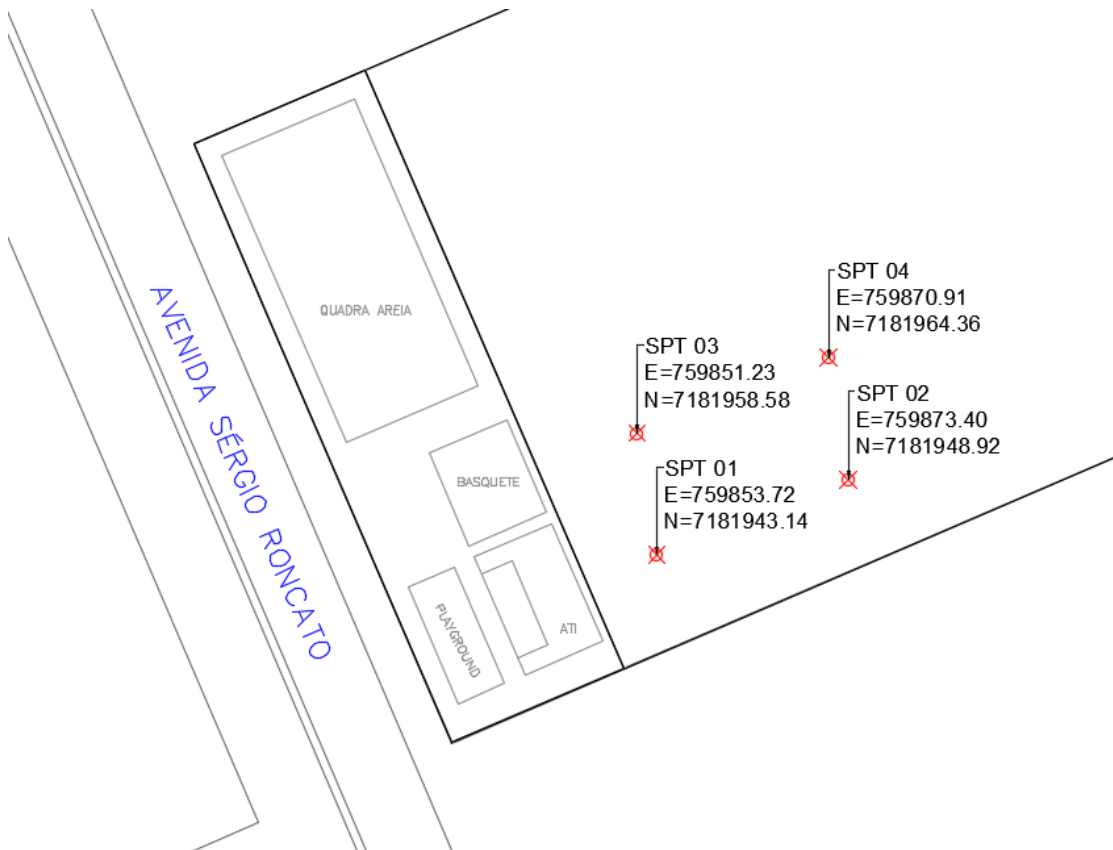 SPT 04
E=759870.91
N=7181964.36
AVENIDA SÉRGIO RONCATO
QUADRA AREIA
SPT 03
E=759851.23
N=7181958.58
SPT 02
E=759873.40
N=7181948.92
SPT 01
E=759853.72
N=7181943.14
BASQUETE
PLAYGROUND
ATI